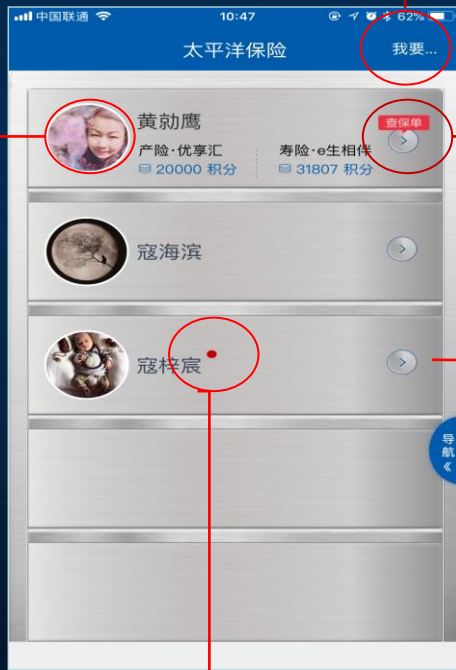 中国联通 10:47 62%
太平洋保险 我要...
黄勍鹰 查保单
产险·优享汇 寿险·e生相伴
20000 积分 31807 积分
寇海滨
寇梓宸
导航
《